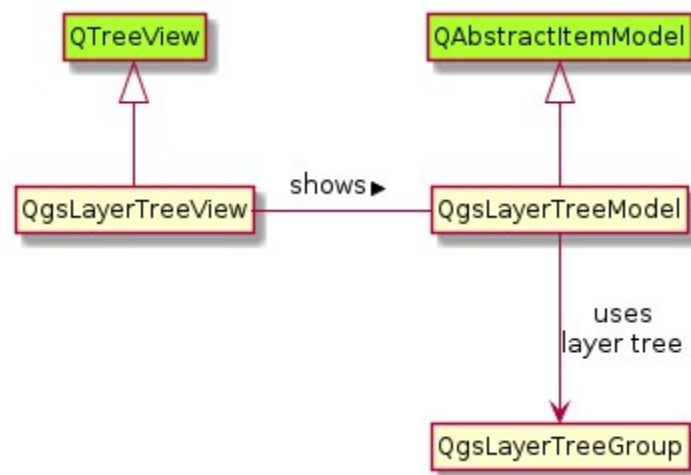 QTreeView
QAbstractItemModel
shows▶
QgsLayerTreeView
QgsLayerTreeModel
uses
layer tree
QgsLayerTreeGroup